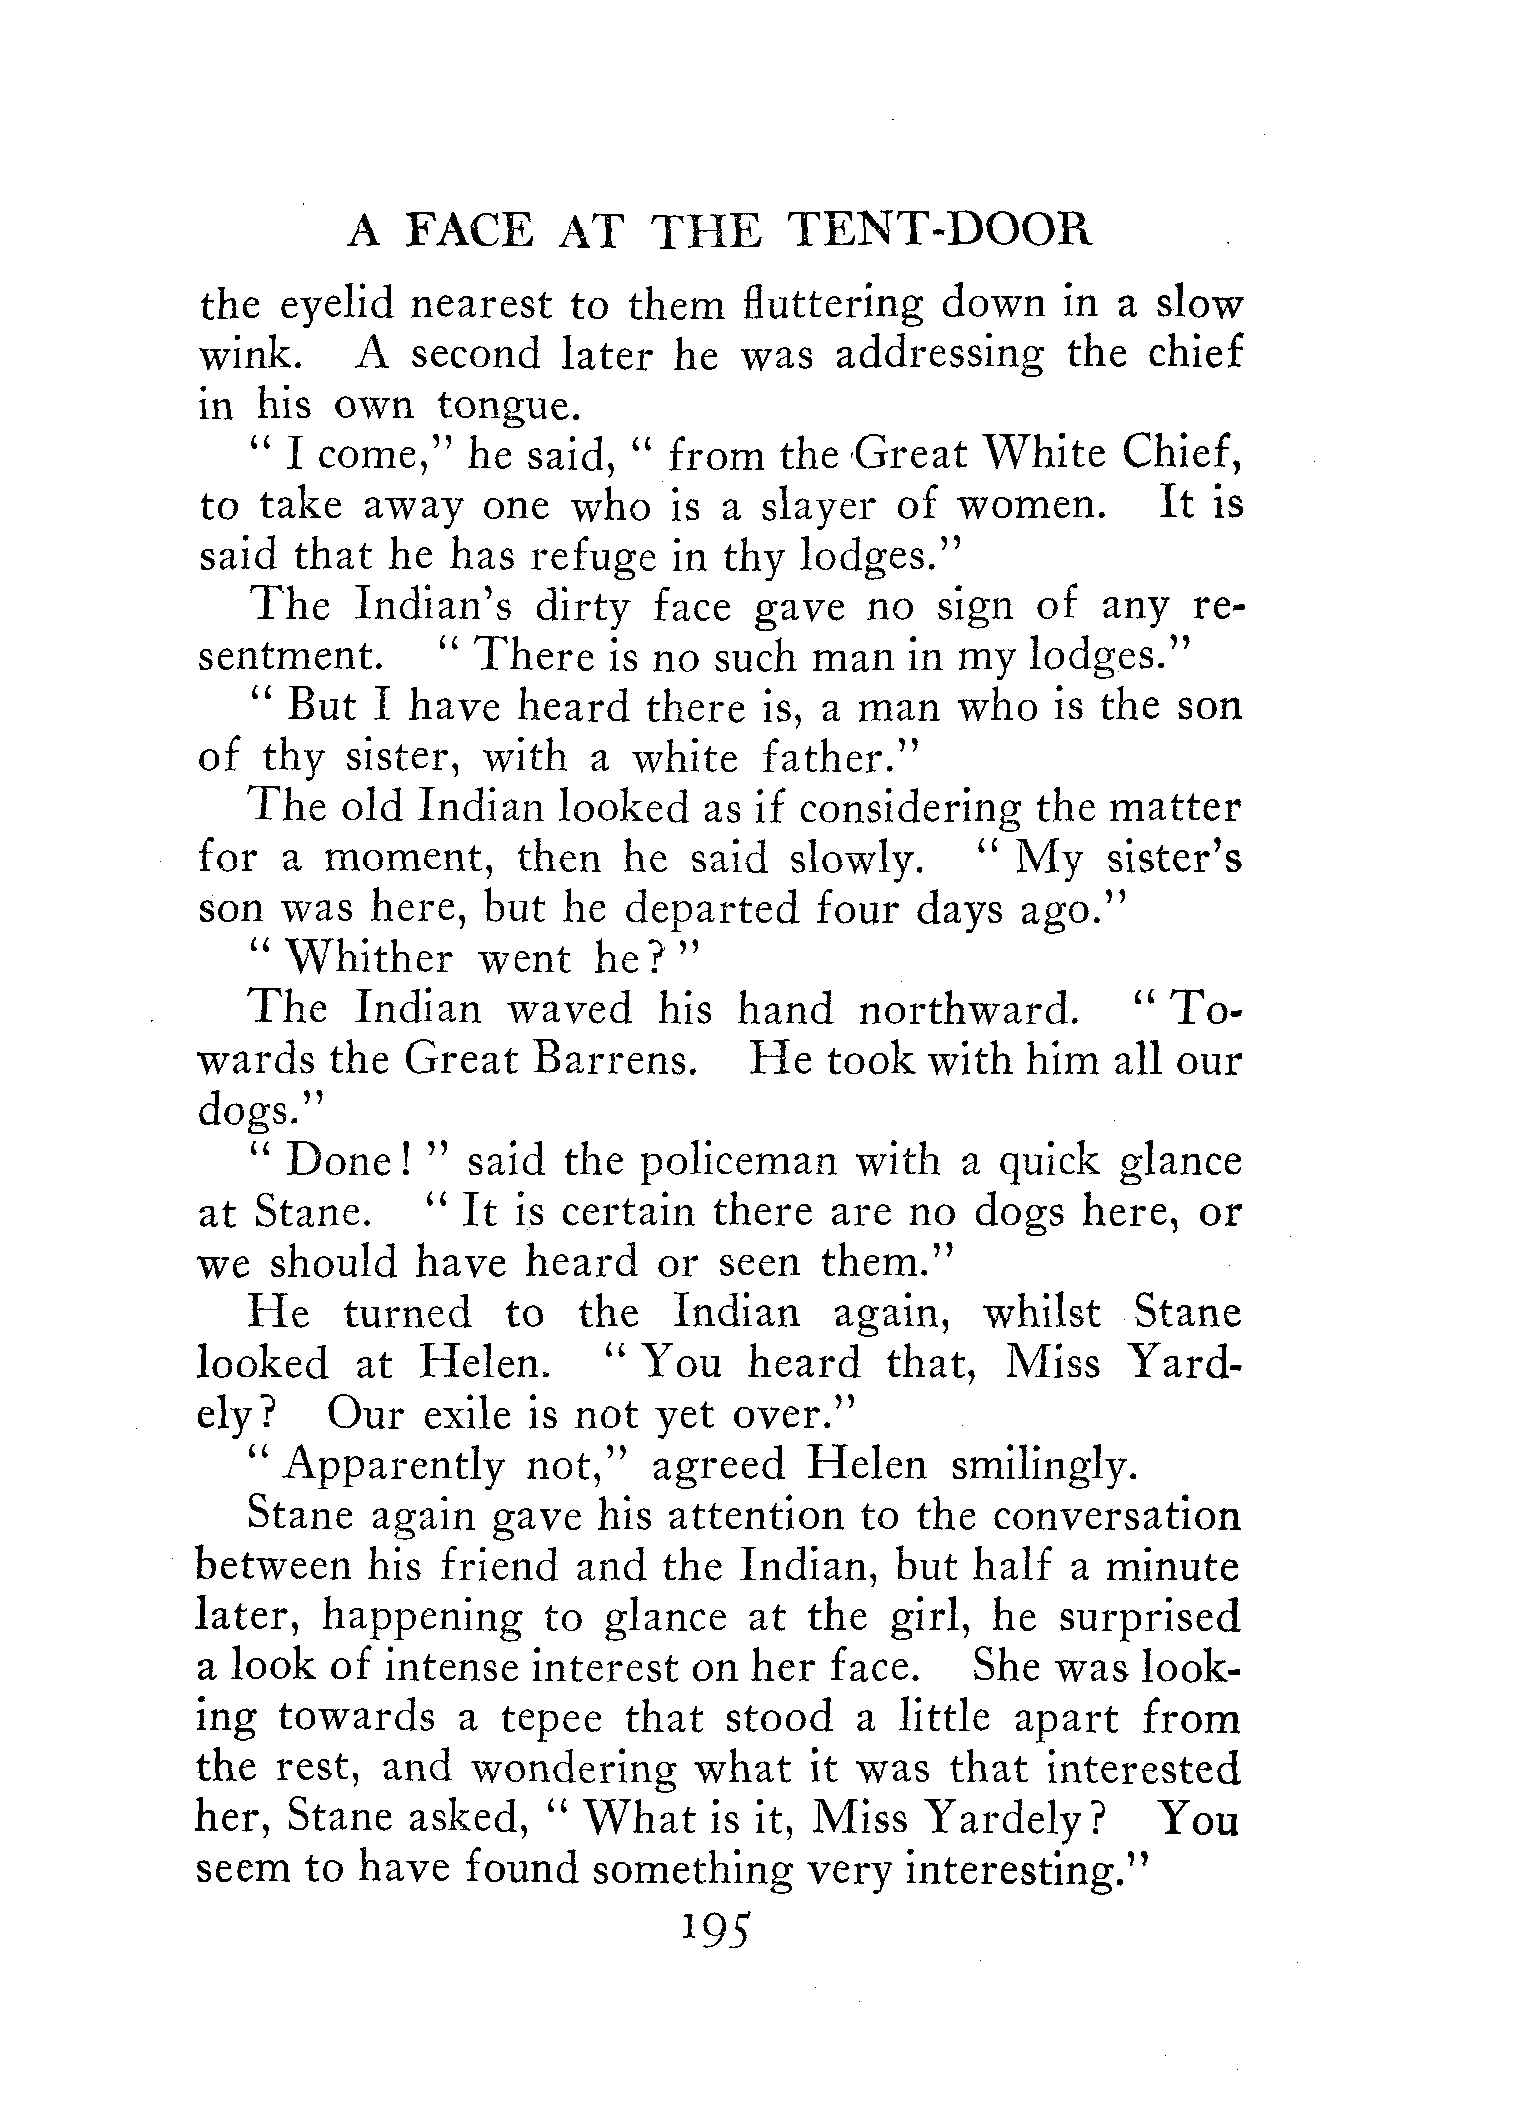 A FACE AT THE TENT-DOOR
the eyelid nearest to them fluttering down in a slow
wink. A second later he was addressing the chief
in his own tongue.
" I come," he said, " from the Great White Chief,
to take away one who is a slayer of women. It is
said that he has refuge in thy lodges."
The Indian's dirty face gave no sign of any re-
sentment. " There is no such man in my lodges."
" But I have heard there is, a man who is the son
of thy sister, with a white father."
The old Indian looked as if considering the matter
for a moment, then he said slowly. " My sister's
son was here, but he departed four days ago."
" Whither went he? "
The Indian waved his hand northward. " To-
wards the Great Barrens. He took with him all our
dogs."
" Done! " said the policeman with a quick glance
at Stane. " It is certain there are no dogs here, or
we should have heard or seen them."
He turned to the Indian again, whilst Stane
looked at Helen. " You heard that, Miss Yard-
ely? Our exile is not yet over."
" Apparently not," agreed Helen smilingly.
Stane again gave his attention to the conversation
between his friend and the Indian, but half a minute
later, happening to glance at the girl, he surprised
a look of intense interest on her face. She was look-
ing towards a tepee that stood a little apart from
the rest, and wondering what it was that interested
her, Stane asked, " What is it, Miss Yardely? You
seem to have found something very interesting."
195